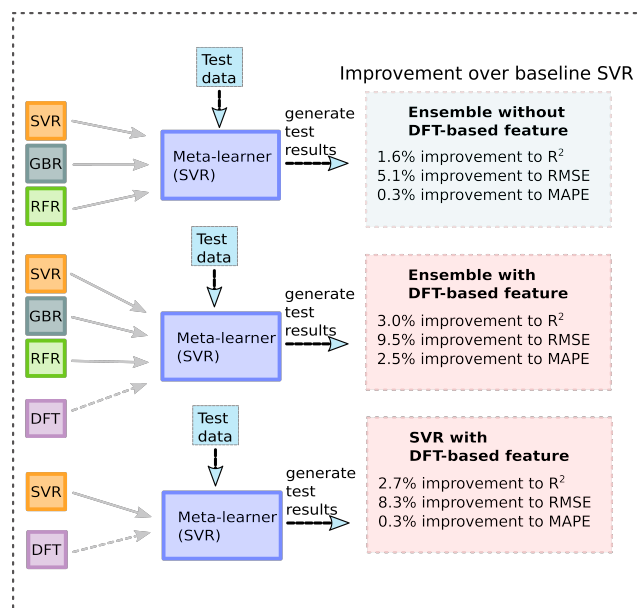 Improvement over baseline SVR
Test
data
SVR
GBR
RFR
Meta-learner
(SVR)
generate
test
results
Ensemble without
DFT-based feature
1.6% improvement to R²
5.1% improvement to RMSE
0.3% improvement to MAPE
Test
data
SVR
GBR
RFR
DFT
Meta-learner
(SVR)
generate
test
results
Ensemble with
DFT-based feature
3.0% improvement to R²
9.5% improvement to RMSE
2.5% improvement to MAPE
Test
data
SVR
DFT
Meta-learner
(SVR)
generate
test
results
SVR with
DFT-based feature
2.7% improvement to R²
8.3% improvement to RMSE
0.3% improvement to MAPE